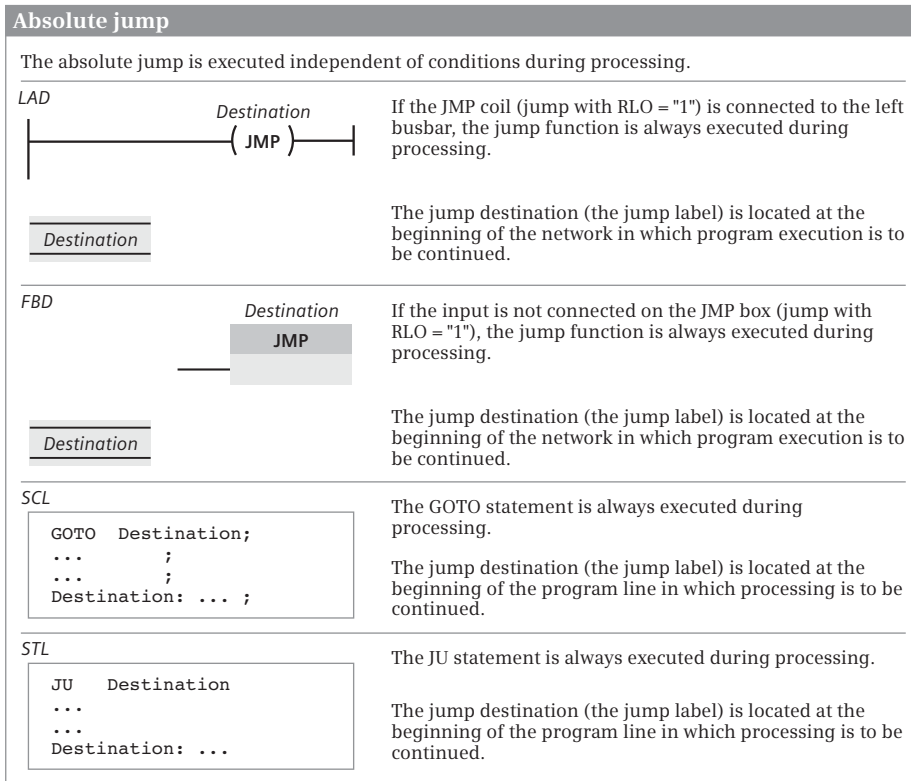 Absolute jump
The absolute jump is executed independent of conditions during processing.
LAD
Destination
JMP
If the JMP coil (jump with RLO = "1") is connected to the left
busbar, the jump function is always executed during
processing.
Destination
The jump destination (the jump label) is located at the
beginning of the network in which program execution is to
be continued.
FBD
Destination
JMP
If the input is not connected on the JMP box (jump with
RLO = "1"), the jump function is always executed during
processing.
Destination
The jump destination (the jump label) is located at the
beginning of the network in which program execution is to
be continued.
SCL
GOTO  Destination;
...      ;
...      ;
Destination: ... ;
The GOTO statement is always executed during
processing.
The jump destination (the jump label) is located at the
beginning of the program line in which processing is to be
continued.
STL
JU   Destination
...
...
Destination: ...
The JU statement is always executed during processing.
The jump destination (the jump label) is located at the
beginning of the program line in which processing is to be
continued.